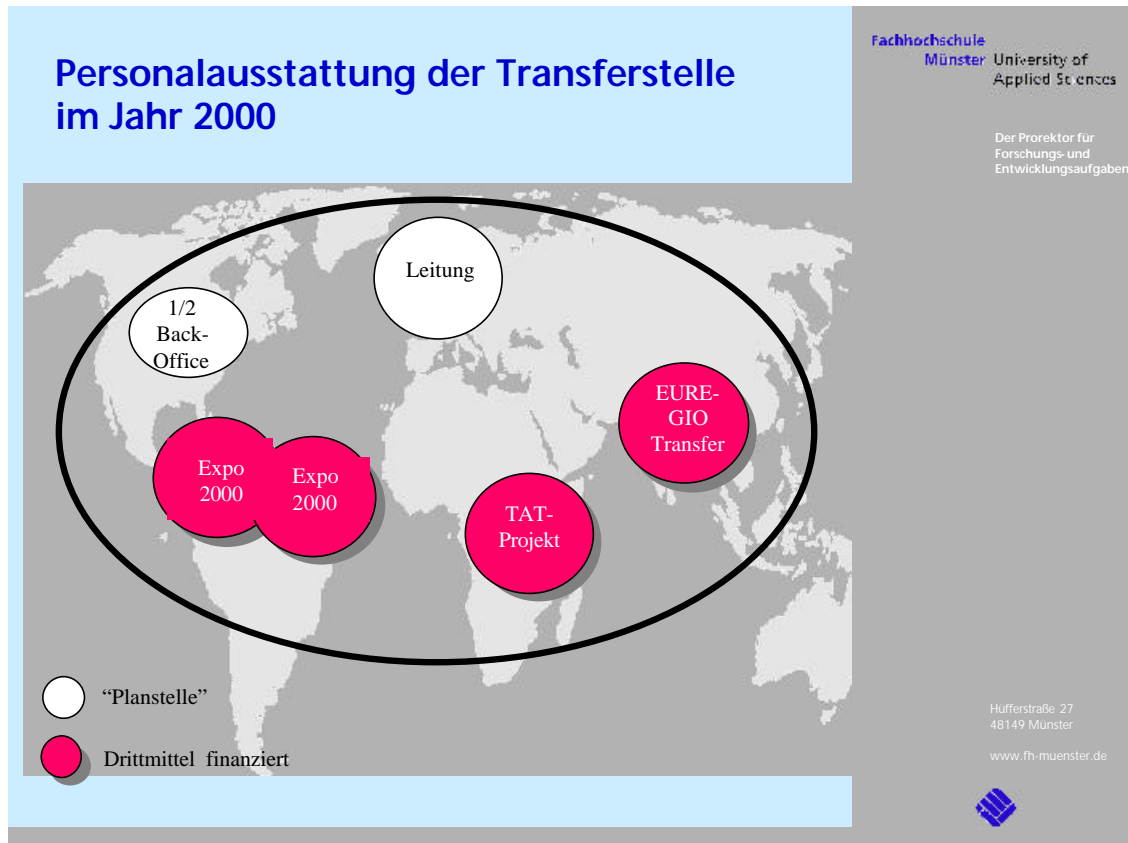 Personalausstattung der Transferstelle
im Jahr 2000
Fachhochschule
Münster University of
Applied Sciences
Der Prorektor für
Forschungs- und
Entwicklungsaufgaben
Leitung
1/2
Back-
Office
EURE-
GIO
Transfer
Expo
2000
Expo
2000
TAT-
Projekt
“Planstelle”
Drittmittel finanziert
Hüfferstraße 27
48149 Münster
www.fh-muenster.de